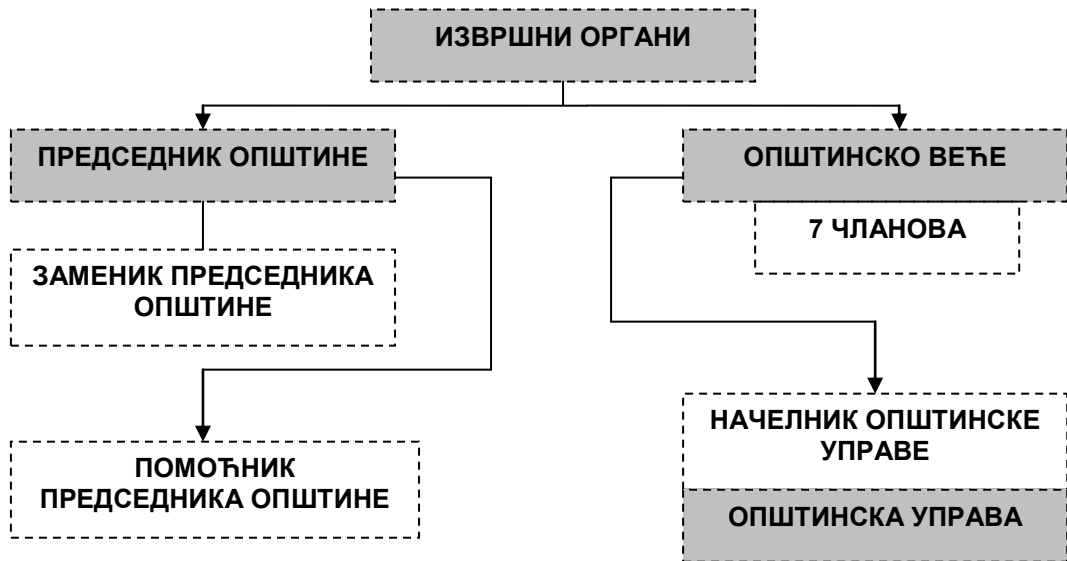 ИЗВРШНИ ОРГАНИ
ПРЕДСЕДНИК ОПШТИНЕ
ОПШТИНСКО ВЕЋЕ
7 ЧЛАНОВА
ЗАМЕНИК ПРЕДСЕДНИКА
ОПШТИНЕ
НАЧЕЛНИК ОПШТИНСКЕ
УПРАВЕ
ПОМОЋНИК
ПРЕДСЕДНИКА ОПШТИНЕ
ОПШТИНСКА УПРАВА